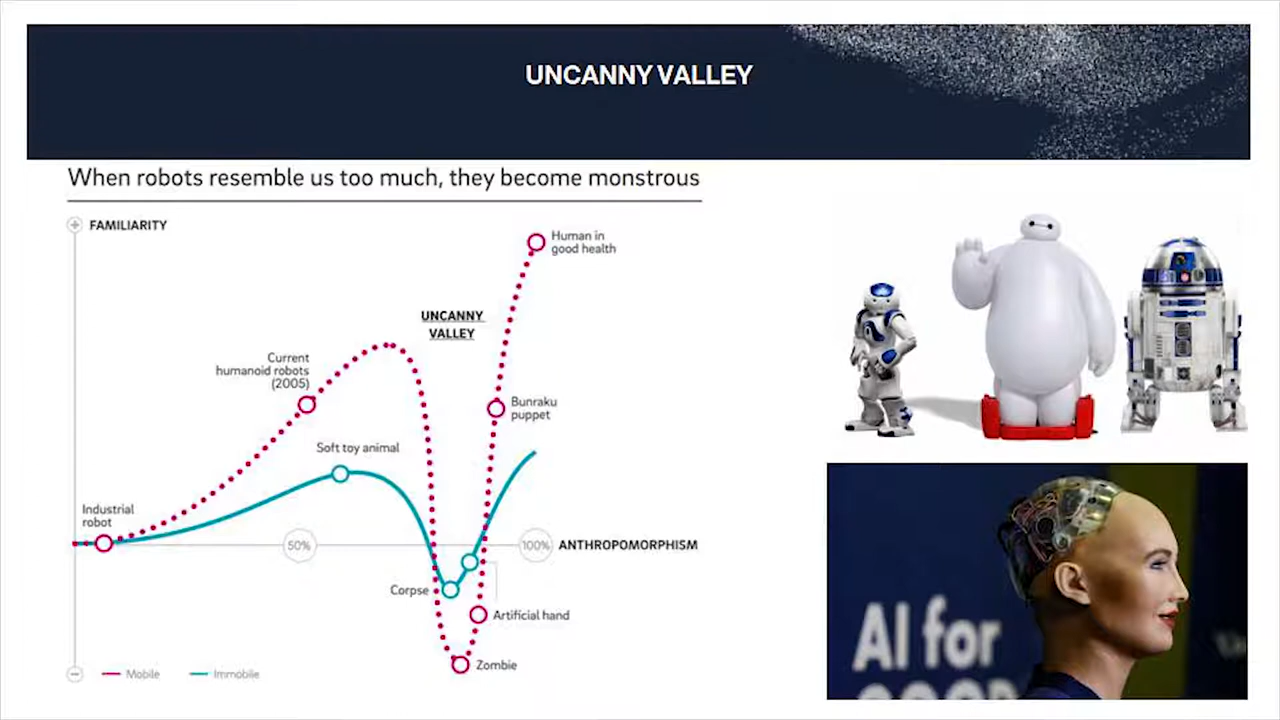 UNCANNY VALLEY
When robots resemble us too much, they become monstrous
+ FAMILIARITY
Human in
good health
UNCANNY
VALLEY
Current
humanoid robots
(2005)
Bunraku
puppet
Soft toy animal
Industrial
robot
50%
100% ANTHROPOMORPHISM
Corpse
Artificial hand
Zombie
− Mobile Immobile
AI for
GOOD